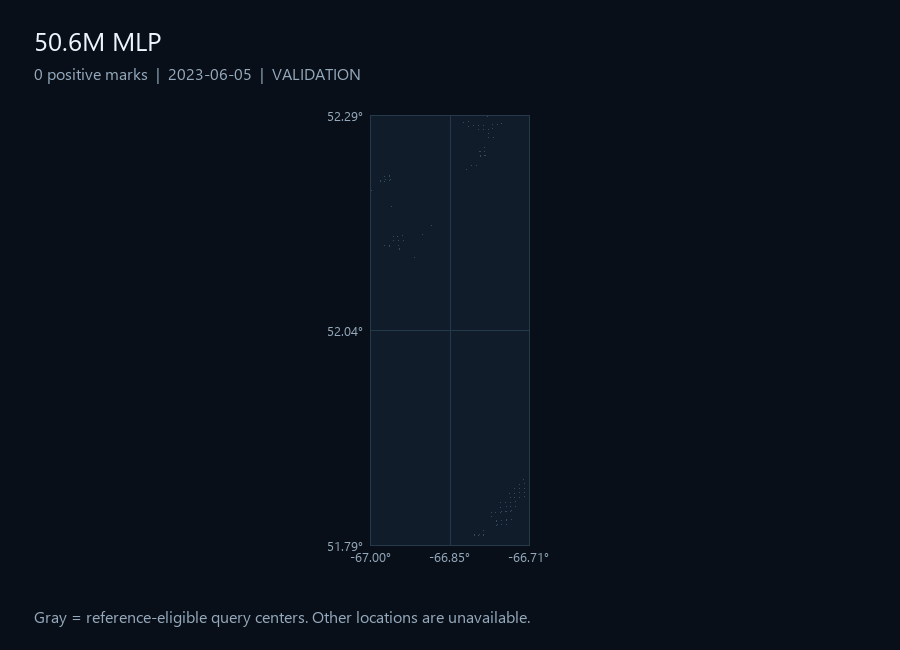 50.6M MLP
0 positive marks | 2023-06-05 | VALIDATION
52.29°
52.04°
51.79°
-67.00° -66.85° -66.71°
Gray = reference-eligible query centers. Other locations are unavailable.